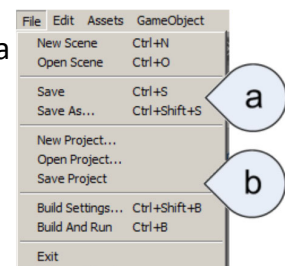 File Edit Assets GameObject
a
New Scene Ctrl+N
Open Scene Ctrl+O
Save Ctrl+S
Save As... Ctrl+Shift+S
a
New Project...
Open Project...
Save Project
b
Build Settings... Ctrl+Shift+B
Build And Run Ctrl+B
Exit